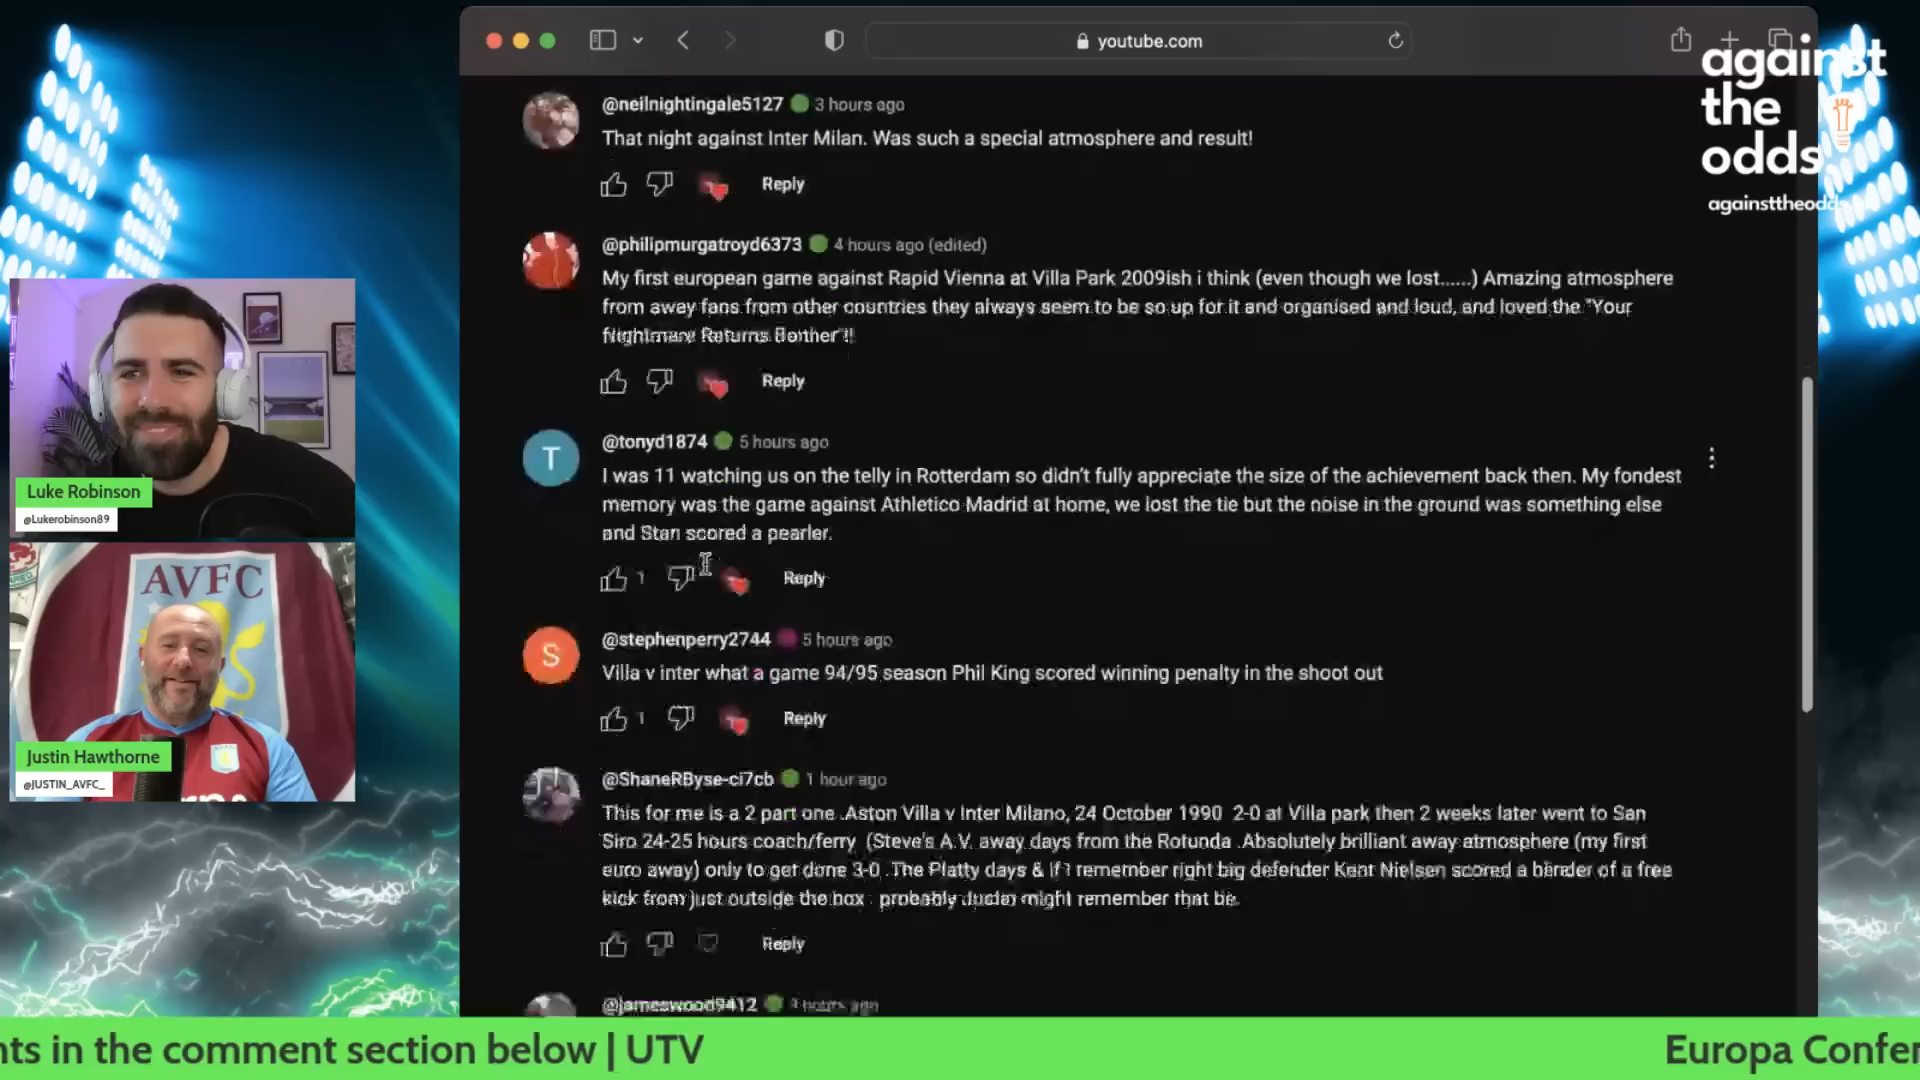 youtube.com
against
the
odds.
againsttheodds
@neilnightingale5127 3 hours ago
That night against Inter Milan. Was such a special atmosphere and result!
Reply
@philipmurgatroyd6373 4 hours ago (edited)
My first european game against Rapid Vienna at Villa Park 2009ish i think (even though we lost......) Amazing atmosphere
from away fans from other countries they always seem to be so up for it and organised and loud, and loved the "Your
Returns
Reply
T
@tonyd1874 5 hours ago
I was 11 watching us on the telly in Rotterdam so didn't fully appreciate the size of the achievement back then. My fondest
memory was the game against Athletico Madrid at home, we lost the tie but the noise in the ground was something else
and Stan scored a pearler.
1 Reply
S
@stephenperry2744 5 hours ago
Villa v inter what a game 94/95 season Phil King scored winning penalty in the shoot out
1 Reply
@ShaneRByse-ci7cb 1 hour ago
This for me is a 2 part one .Aston Villa v Inter Milano, 24 October 1990 2-0 at Villa park then 2 weeks later went to San
Siro 24-25 hours coach/ferry (Steve's A.V. away days from the Rotunda .Absolutely brilliant away atmosphere (my first
euro away) only to get done 3-0 .The Platty days & if I remember right big defender Kent Nielsen scored a of a free
kick from just outside the box probably might remember that
Reply
@jameswood9412 3 hours ago
Luke Robinson
@Lukerobinson89
AVFC
Justin Hawthorne
@JUSTIN_AVFC_
nts in the comment section below | UTV
Europa Confer